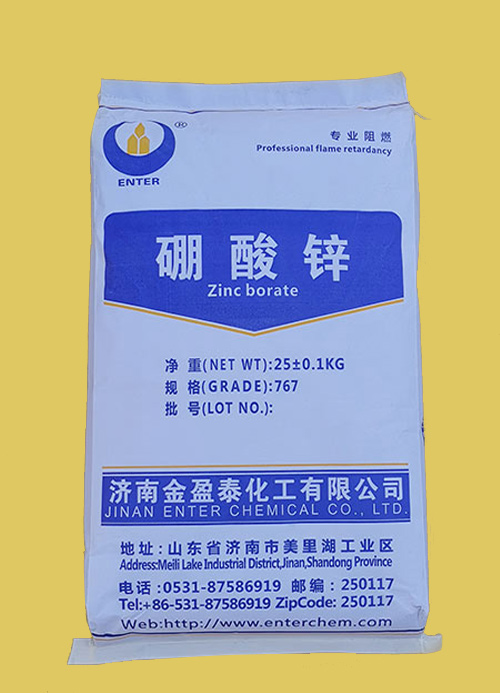 ®
ENTER
专业阻燃
Professional flame retardancy
硼酸锌
Zinc borate
净 重(NET WT):25±0.1KG
规 格(GRADE):767
批 号(LOT NO.):
济南金盈泰化工有限公司
JINAN ENTER CHEMICAL CO., LTD.
地址:山东省济南市美里湖工业区
Address:Meili Lake Industrial District,Jinan,Shandong Province
电话:0531-87586919 邮编:250117
Tel:+86-531-87586919 ZipCode: 250117
Web:http://www.enterchem.com